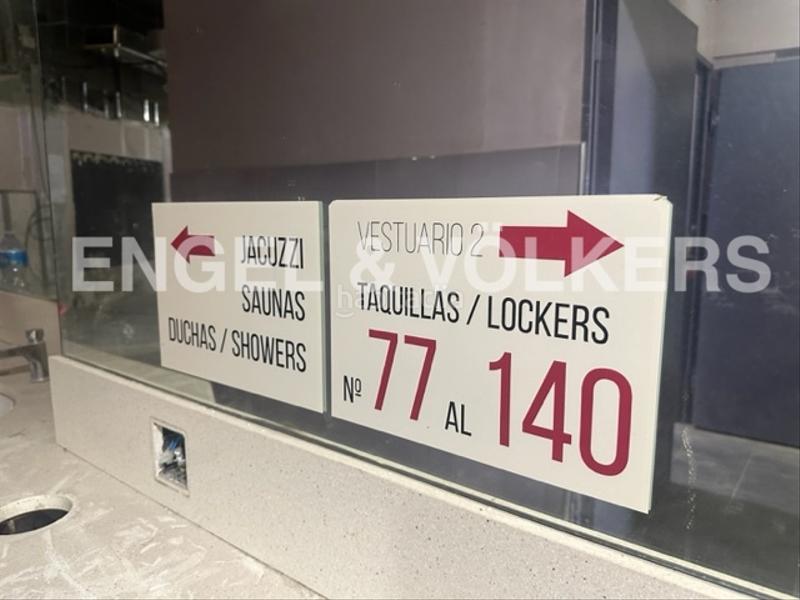 JACUZZI
SAUNAS
DUCHAS / SHOWERS
VESTUARIO 2
TAQUILLAS / LOCKERS
Nº 77 AL 140
ENGEL & VÖLKERS